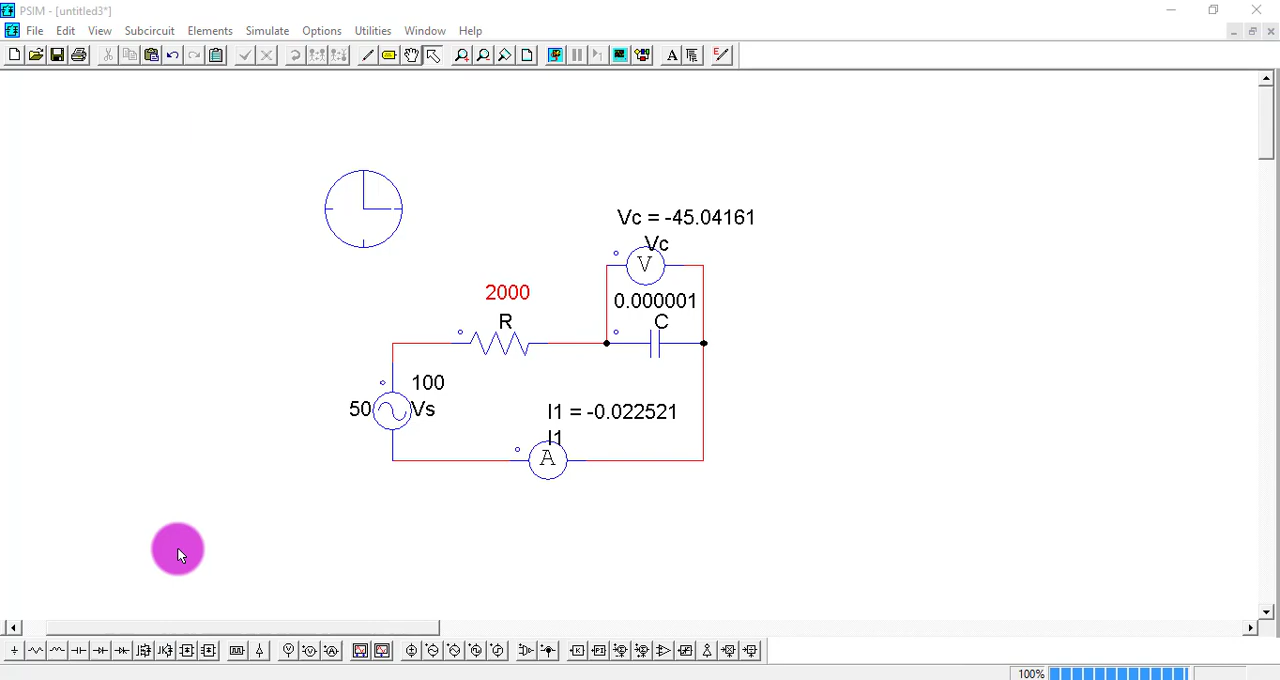 PSIM - [untitled3*]
File Edit View Subcircuit Elements Simulate Options Utilities Window Help
Vc = -45.04161
Vc
V
2000
0.000001
R
C
100
50
Vs
I1 = -0.022521
I1
A
100%